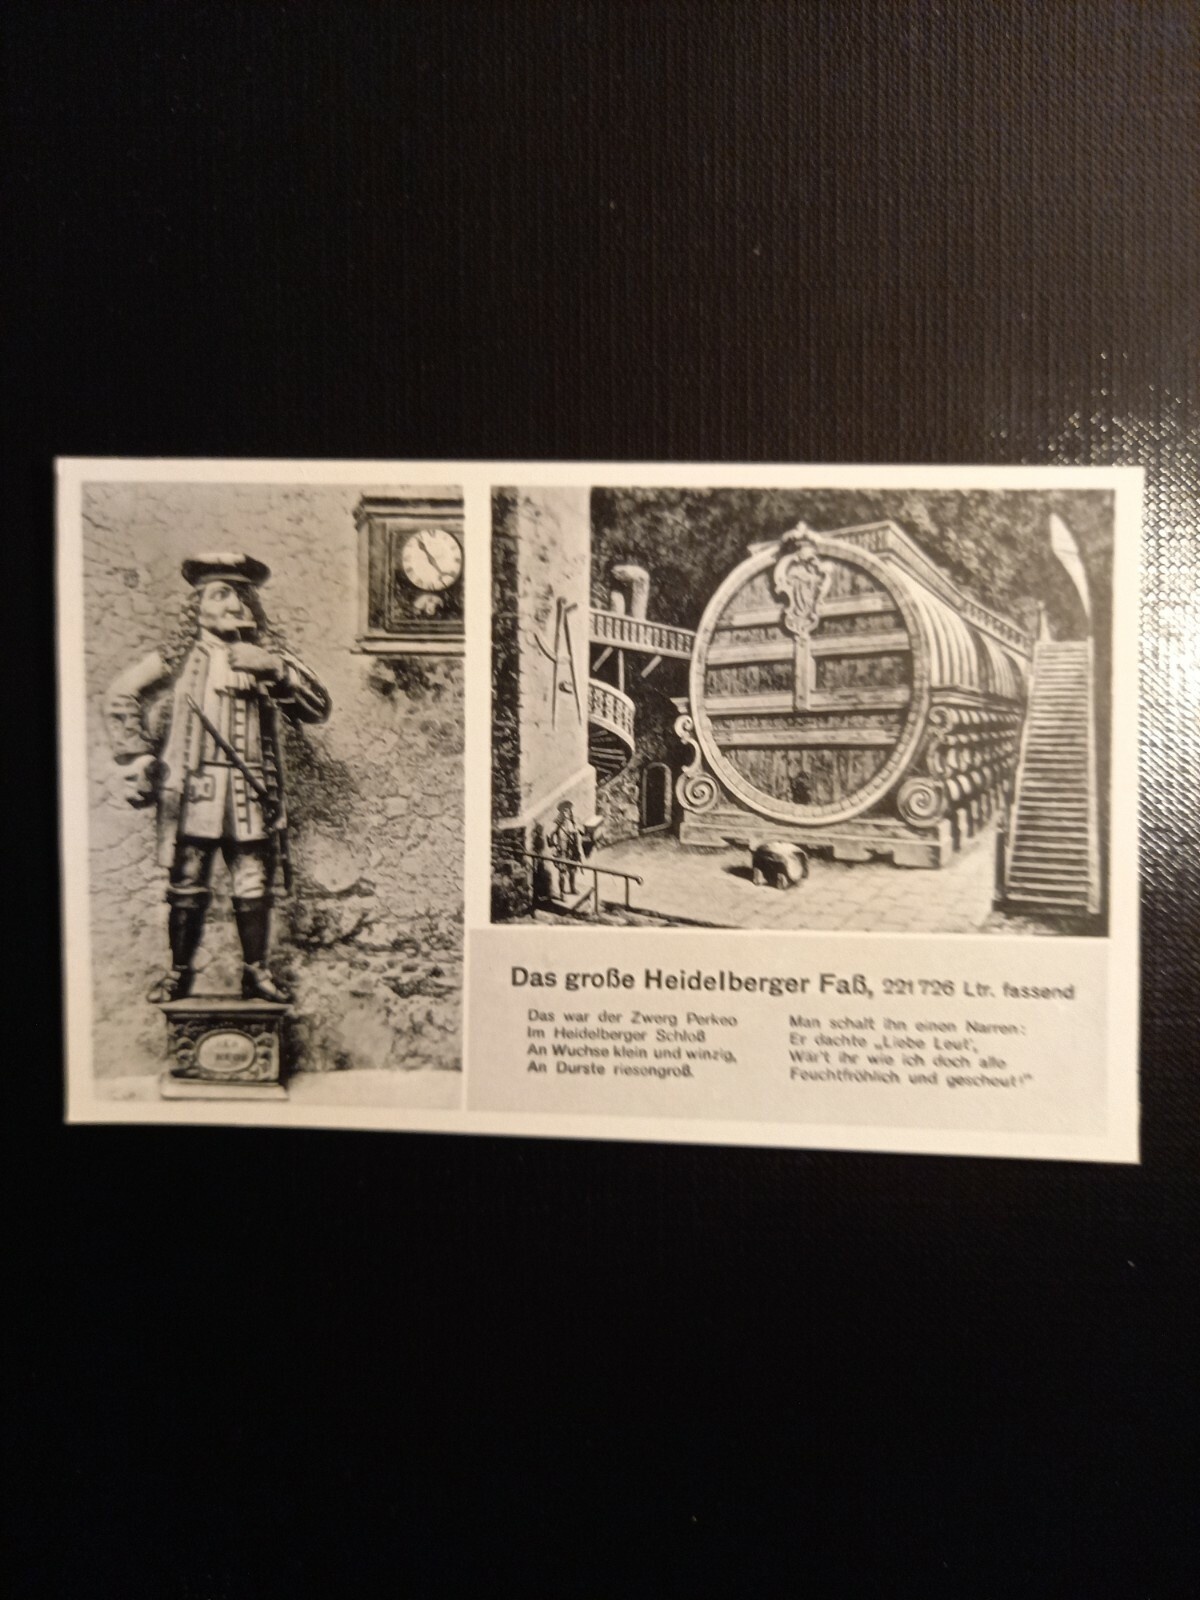 Das große Heidelberger Faß, 221726 Ltr. fassend
Das war der Zwerg Perkeo
Im Heidelberger Schloß
An Wuchse klein und winzig,
An Durste riesengroß.
Man schalt ihn einen Narren:
Er dachte „Liebe Leut',
Wär't ihr wie ich doch alle
Feuchtfröhlich und gescheut!"